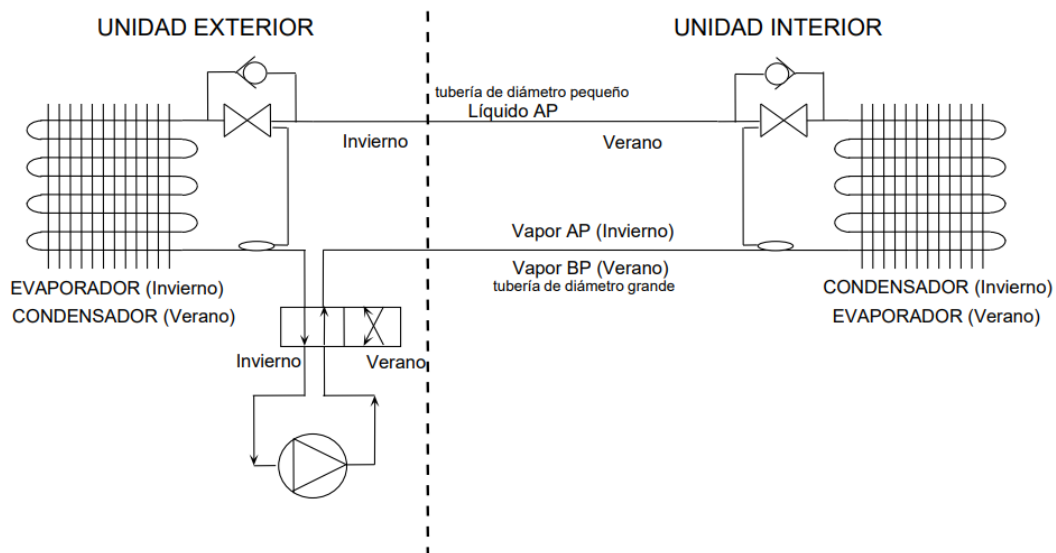 UNIDAD EXTERIOR
UNIDAD INTERIOR
tubería de diámetro pequeño
Líquido AP
Invierno
Verano
Vapor AP (Invierno)
Vapor BP (Verano)
tubería de diámetro grande
EVAPORADOR (Invierno)
CONDENSADOR (Verano)
CONDENSADOR (Invierno)
EVAPORADOR (Verano)
Invierno
Verano